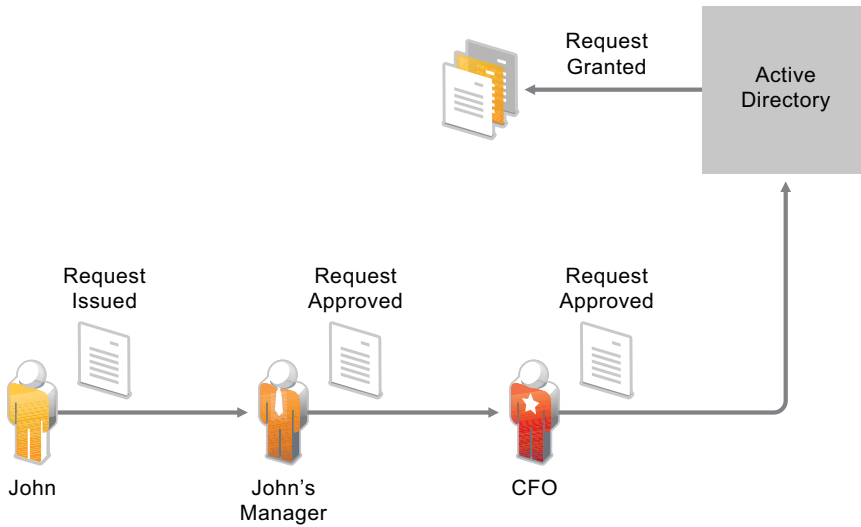 Request
Granted
Active
Directory
Request
Issued
Request
Approved
Request
Approved
John
John's
Manager
CFO